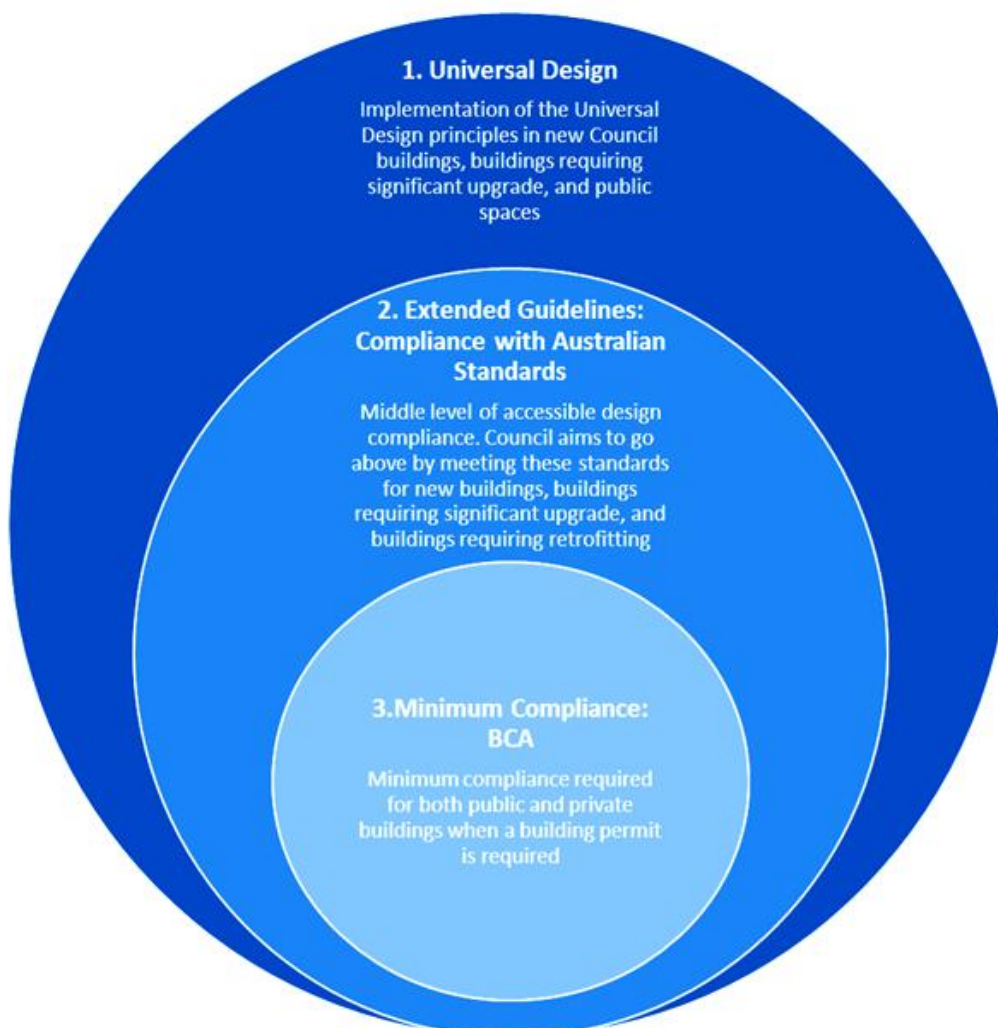 1. Universal Design
Implementation of the Universal
Design principles in new Council
buildings, buildings requiring
significant upgrade, and public
spaces
2. Extended Guidelines:
Compliance with Australian
Standards
Middle level of accessible design
compliance. Council aims to go
above by meeting these standards
for new buildings, buildings
requiring significant upgrade, and
buildings requiring retrofitting
3.Minimum Compliance:
BCA
Minimum compliance required
for both public and private
buildings when a building permit
is required